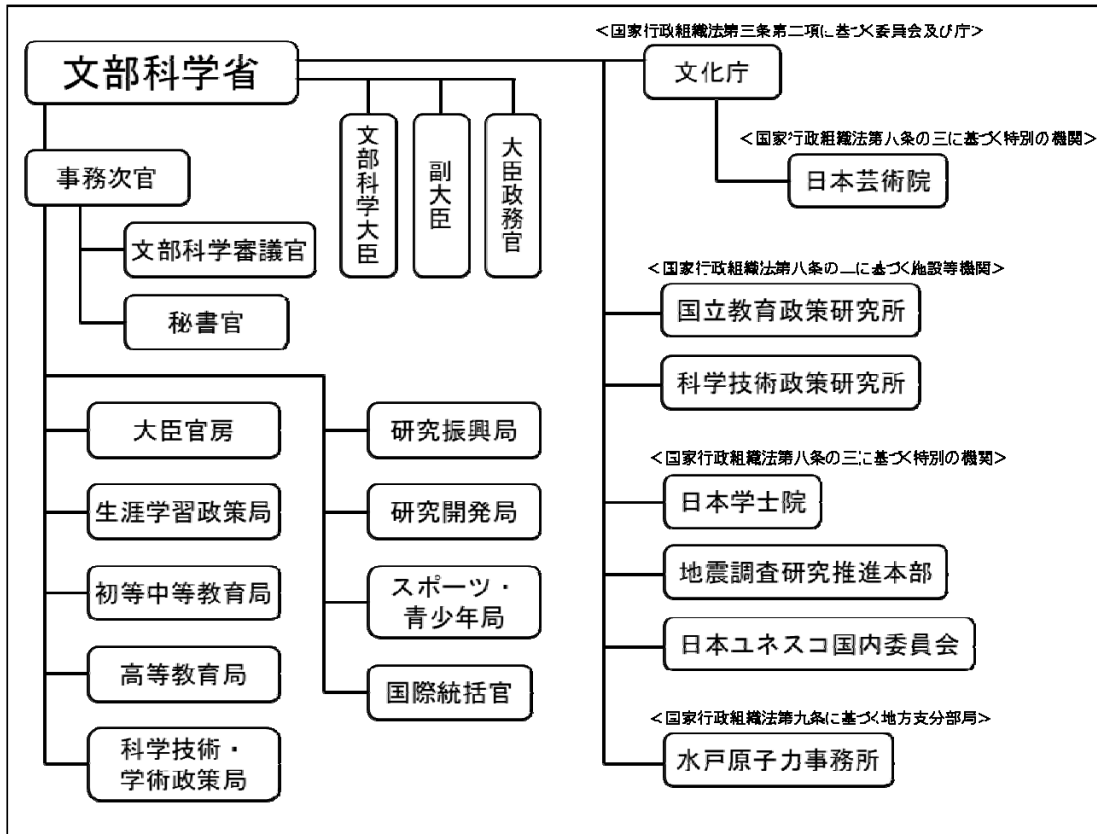 文部科学省
文部科学大臣
副大臣
大臣政務官
事務次官
文部科学審議官
秘書官
大臣官房
生涯学習政策局
初等中等教育局
高等教育局
科学技術・
学術政策局
研究振興局
研究開発局
スポーツ・
青少年局
国際統括官
<国家行政組織法第三条第二項に基づく委員会及び庁>
文化庁
<国家行政組織法第八条の三に基づく特別の機関>
日本芸術院
<国家行政組織法第八条の二に基づく施設等機関>
国立教育政策研究所
科学技術政策研究所
<国家行政組織法第八条の三に基づく特別の機関>
日本学士院
地震調査研究推進本部
日本ユネスコ国内委員会
<国家行政組織法第九条に基づく地方支分部局>
水戸原子力事務所